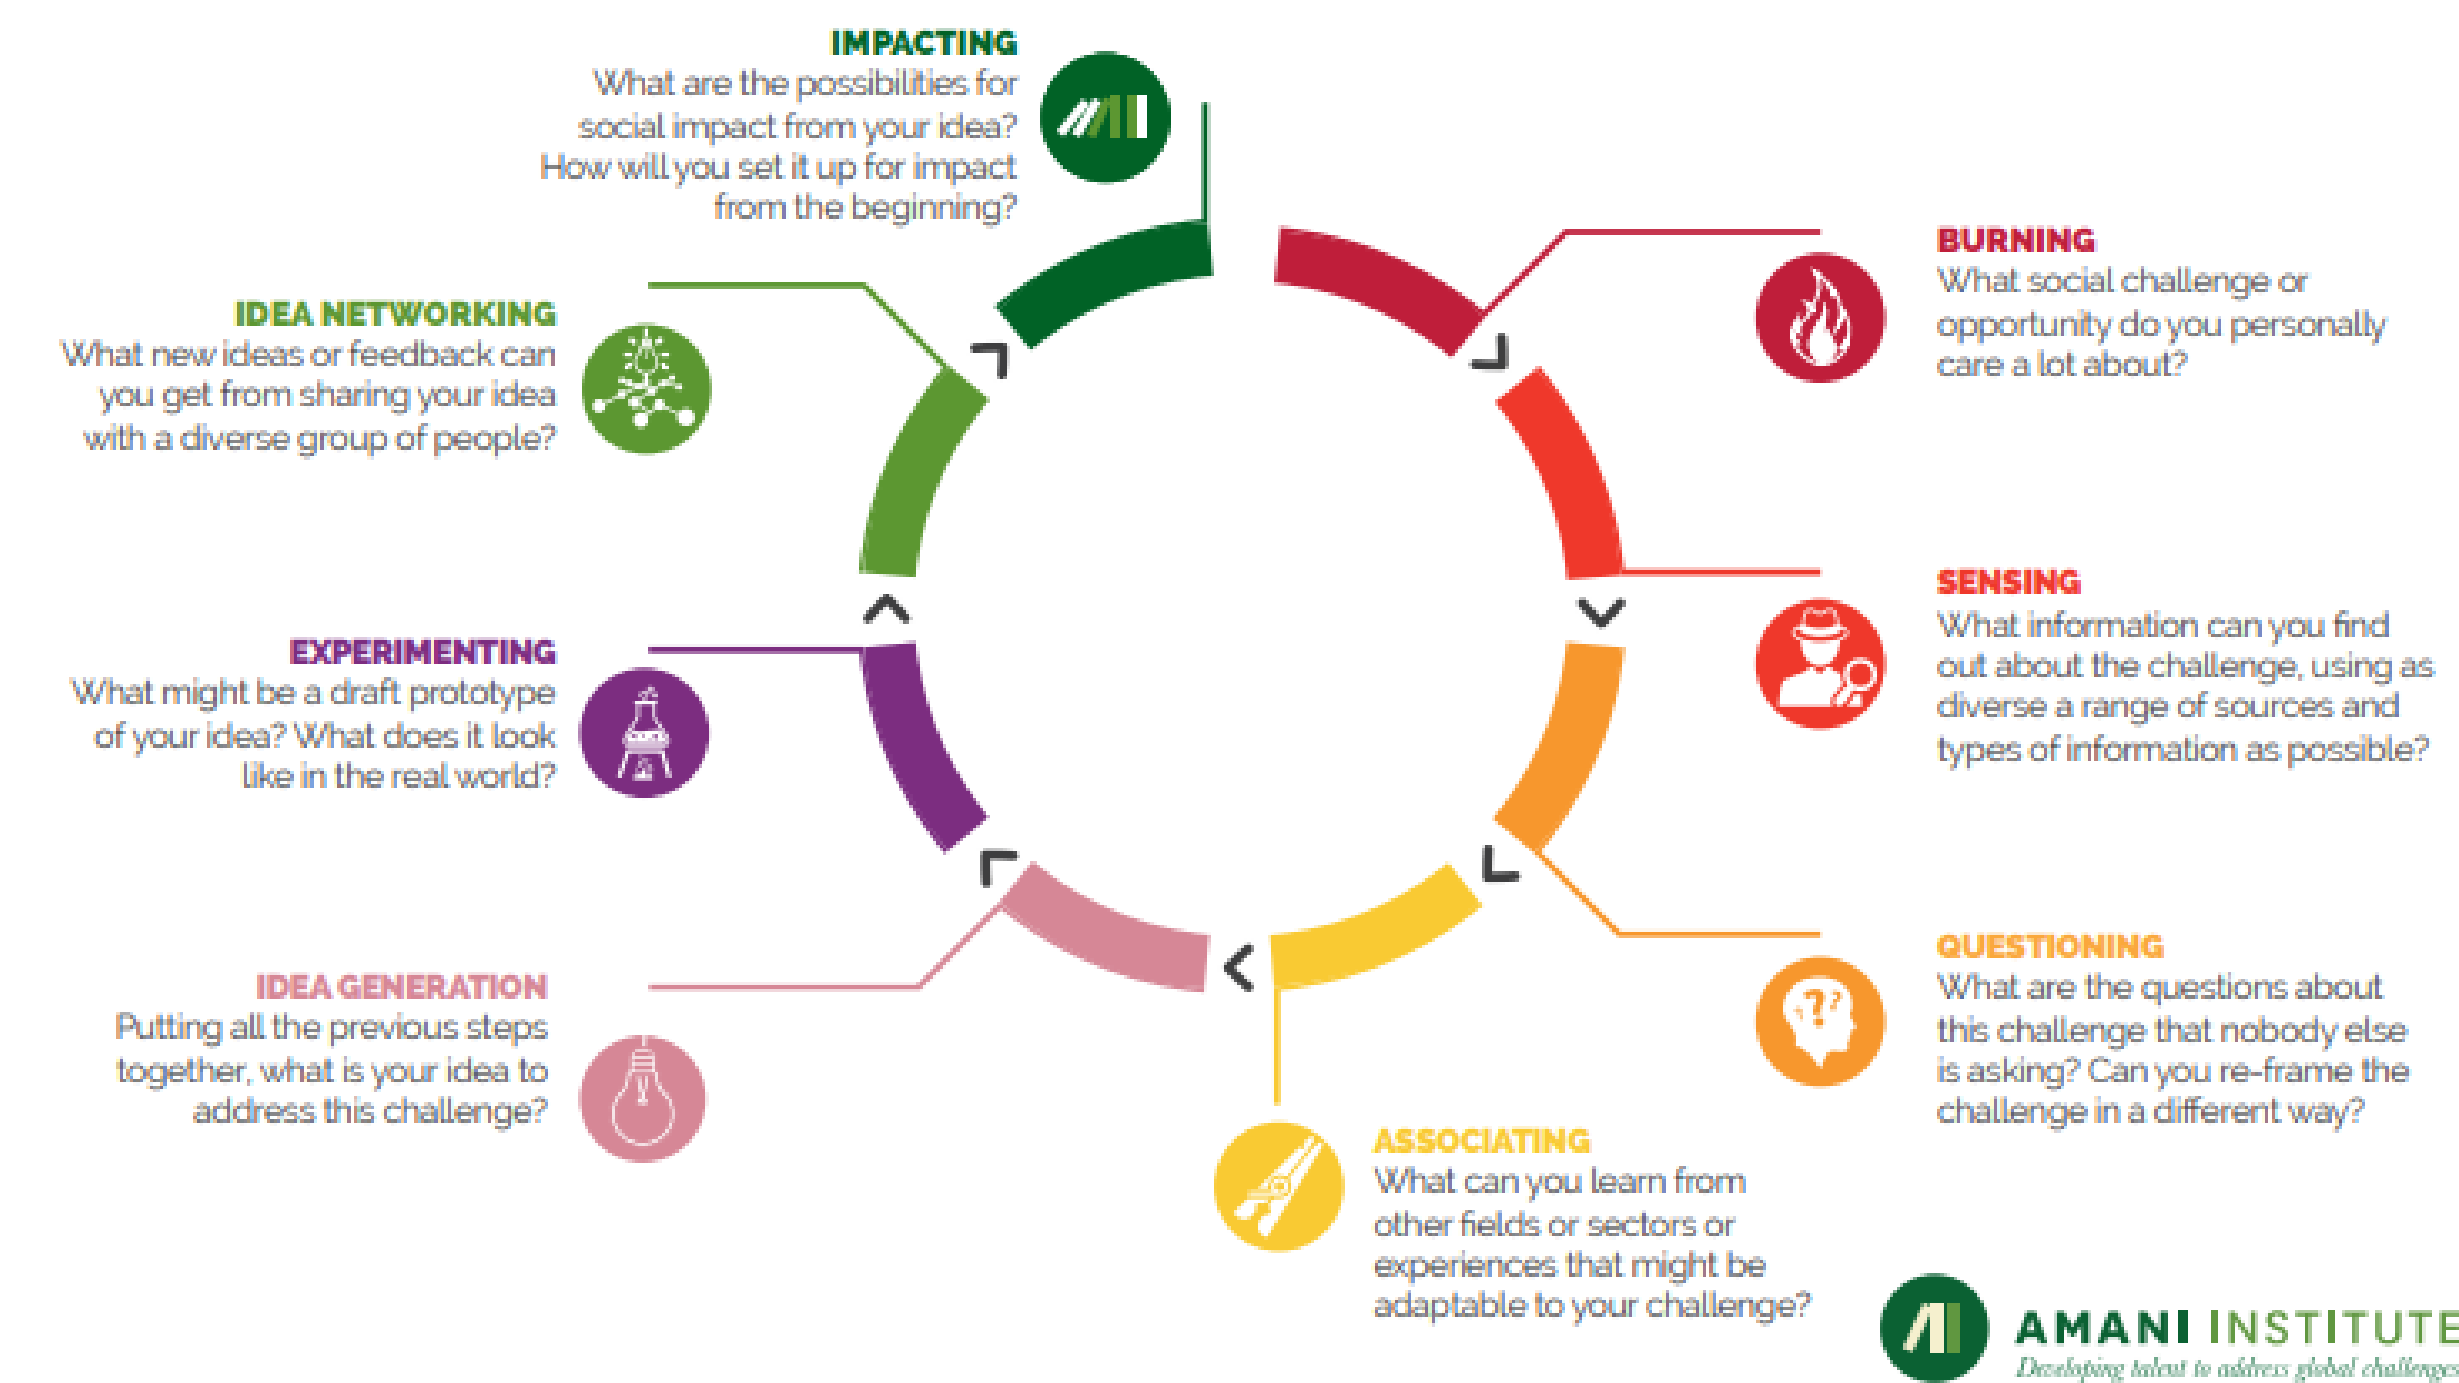 IMPACTING
What are the possibilities for
social impact from your idea?
How will you set it up for impact
from the beginning?
BURNING
What social challenge or
opportunity do you personally
care a lot about?
SENSING
What information can you find
out about the challenge, using as
diverse a range of sources and
types of information as possible?
QUESTIONING
What are the questions about
this challenge that nobody else
is asking? Can you re-frame the
challenge in a different way?
ASSOCIATING
What can you learn from
other fields or sectors or
experiences that might be
adaptable to your challenge?
IDEA GENERATION
Putting all the previous steps
together, what is your idea to
address this challenge?
EXPERIMENTING
What might be a draft prototype
of your idea? What does it look
like in the real world?
IDEA NETWORKING
What new ideas or feedback can
you get from sharing your idea
with a diverse group of people?
AMANI INSTITUTE
Developing talent to address global challenges